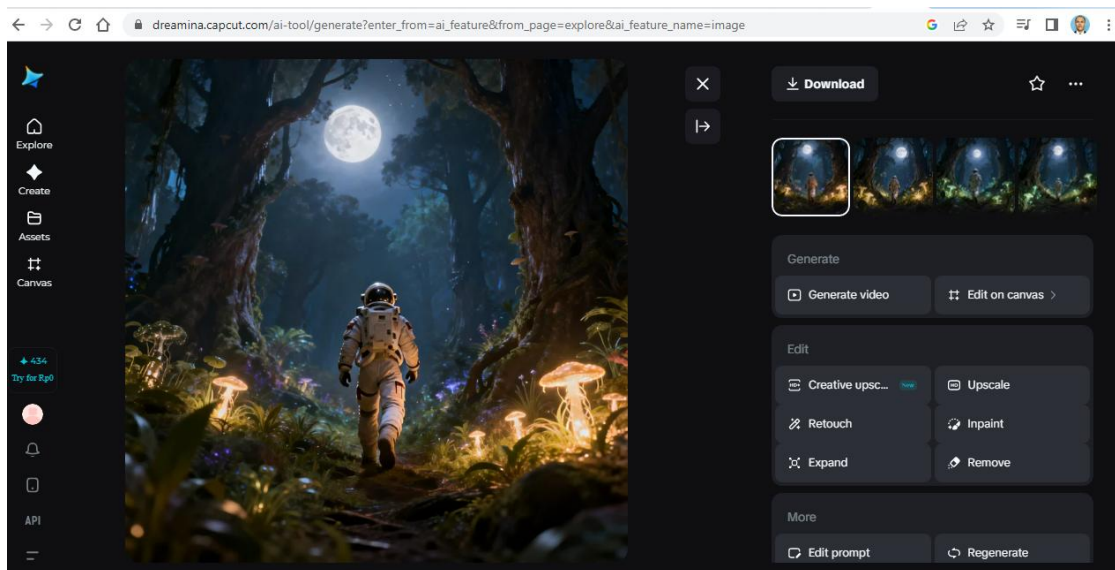 dreamina.capcut.com/ai-tool/generate?enter_from=ai_feature&from_page=explore&ai_feature_name=image
Explore
Create
Assets
Canvas
434
Try for Rp0
API
Download
Generate
Generate video
Edit on canvas
Edit
Creative upsc... New
Upscale
Retouch
Inpaint
Expand
Remove
More
Edit prompt
Regenerate